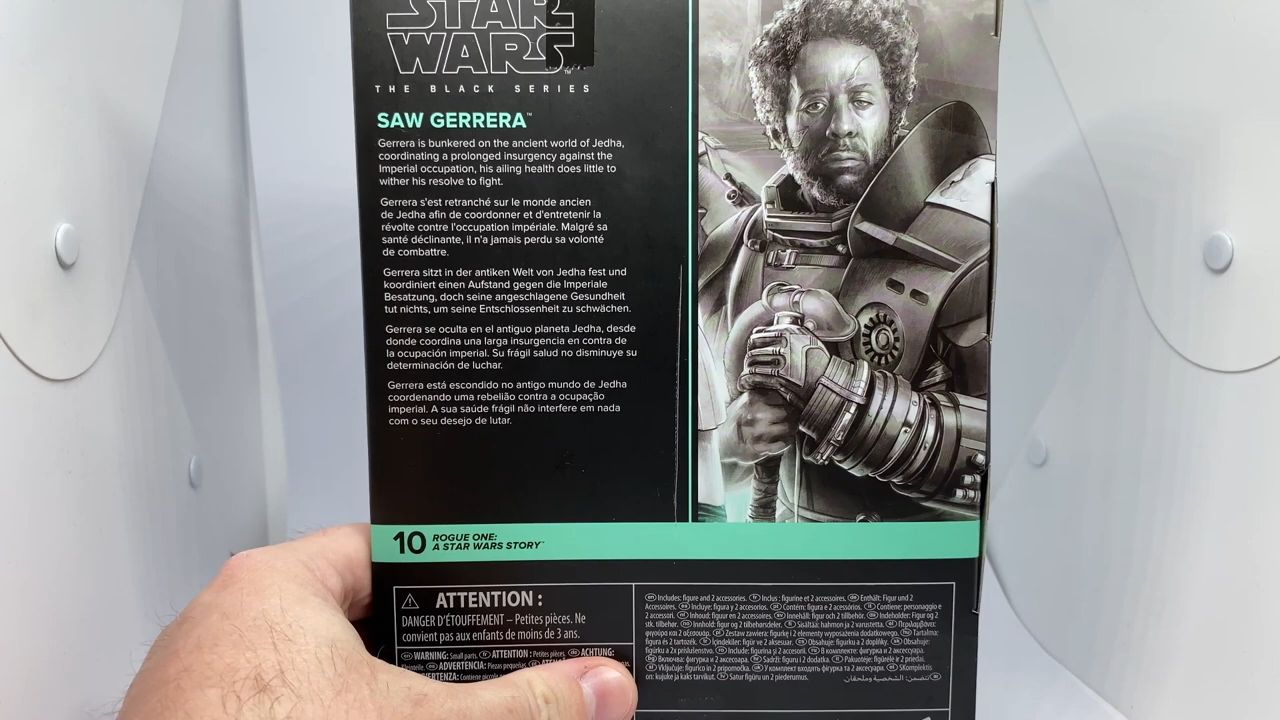 STAR
WARS™
THE BLACK SERIES
SAW GERRERA™
Gerrera is bunkered on the ancient world of Jedha,
coordinating a prolonged insurgency against the
Imperial occupation, his ailing health does little to
wither his resolve to fight.
Gerrera s'est retranché sur le monde ancien
de Jedha afin de coordonner et d'entretenir la
révolte contre l'occupation impériale. Malgré sa
santé déclinante, il n'a jamais perdu sa volonté
de combattre.
Gerrera sitzt in der antiken Welt von Jedha fest und
koordiniert einen Aufstand gegen die Imperiale
Besatzung, doch seine angeschlagene Gesundheit
tut nichts, um seine Entschlossenheit zu schwächen.
Gerrera se oculta en el antiguo planeta Jedha, desde
donde coordina una larga insurgencia en contra de
la ocupación imperial. Su frágil salud no disminuye su
determinación de luchar.
Gerrera está escondido no antigo mundo de Jedha
coordenando uma rebelião contra a ocupação
imperial. A sua saúde frágil não interfere em nada
com o seu desejo de lutar.
10 ROGUE ONE:
A STAR WARS STORY™
ATTENTION :
DANGER D'ÉTOUFFEMENT – Petites pièces. Ne
convient pas aux enfants de moins de 3 ans.
WARNING: Small parts. ATTENTION : Petites pièces. ACHTUNG:
ADVERTENCIA: Piezas pequeñas.
Includes: figure and 2 accessories. Inclus : figurine et 2 accessoires. Enthält: Figur und 2
Accessoires. Incluye: figura y 2 accesorios. Contém: figura e 2 acessórios. Contiene: personaggio e
2 accessori. Inhoud: figuur en 2 accessoires. Innehåll: figur och 2 tillbehör. Indeholder: Figur og 2
stk. tilbehør. Innhold: figur og 2 tilbehørsdeler. Sisältää: hahmon ja 2 varustetta. Περιλαμβάνει:
φιγούρα και 2 αξεσουάρ. Zestaw zawiera: figurkę i 2 elementy wyposażenia dodatkowego. Tartalma:
figura és 2 tartozék. İçindekiler: figür ve 2 aksesuar. Obsahuje: figurku a 2 doplňky. Obsahuje:
figúrku a 2x príslušenstvo. Include: figurina și 2 accesorii. В комплекте: фигурка и 2 аксессуара.
Включва: фигурка и 2 аксесоара. Sadrži: figuru i 2 dodatka. Pakuotėje: figūrėlė ir 2 priedai.
Vključuje: figurico in 2 pripomočka. У комплект входять фігурка та 2 аксесуари. SKomplektis
on: kujuke ja kaks tarvikut. Satur figūru un 2 piederumus. تتضمن: الشخصية وملحقان.